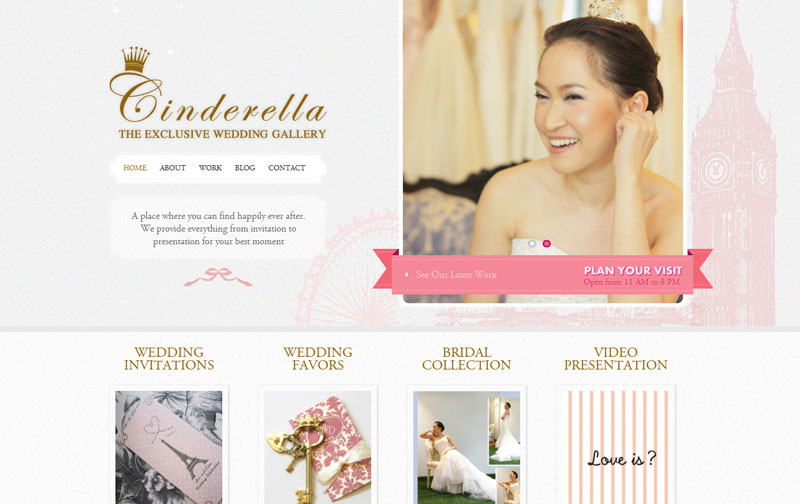 Cinderella
THE EXCLUSIVE WEDDING GALLERY
HOME ABOUT WORK BLOG CONTACT
A place where you can find happily ever after.
We provide everything from invitation to
presentation for your best moment
See Our Latest Work
PLAN YOUR VISIT
Open from 11 AM to 8 PM
WEDDING
INVITATIONS
WEDDING
FAVORS
BRIDAL
COLLECTION
VIDEO
PRESENTATION
Love is?